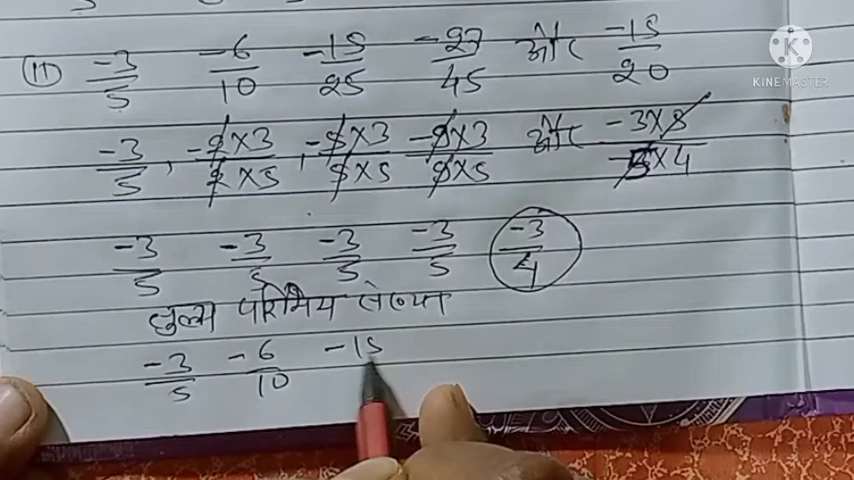 (11) -3/5 -6/10 -15/25 -27/45 और -15/20
-3/5, -2×3/2×5, -5×3/5×5 -9×3/9×5 और -3×5/-5×4
-3/5 -3/5 -3/5 -3/5 -3/4
तुल्य परिमेय संख्या
-3/5 -6/10 -15
KINEMASTER